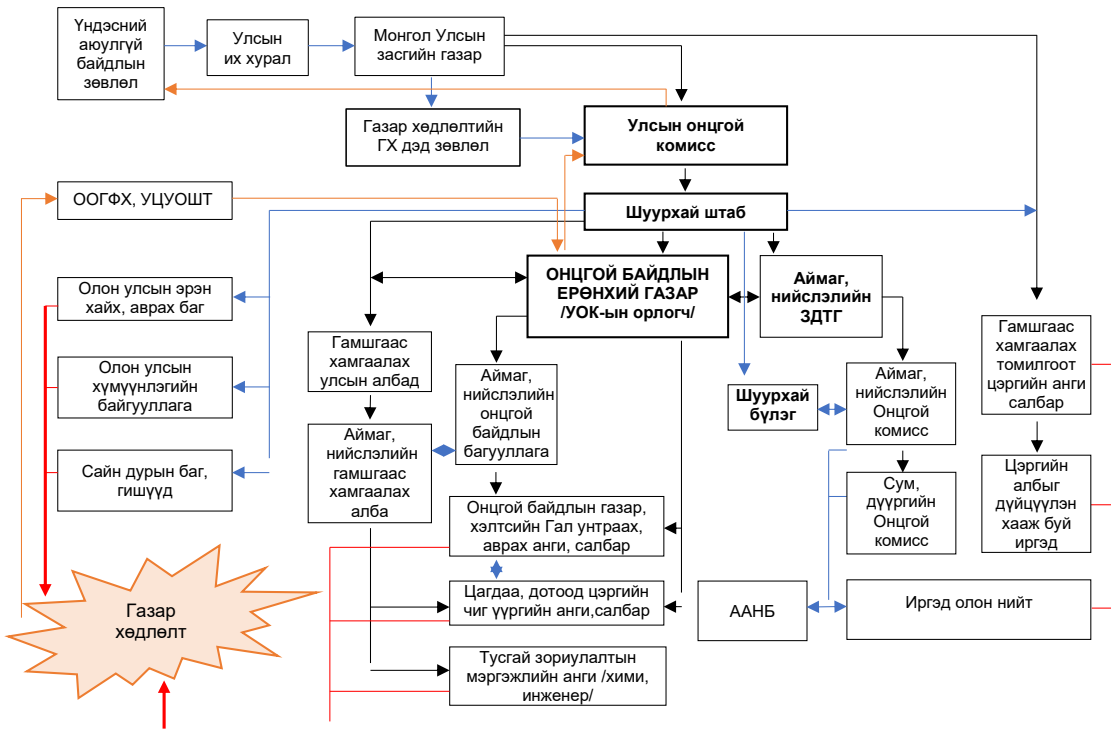 Үндэсний
аюулгүй
байдлын
зөвлөл
Улсын
их хурал
Монгол Улсын
засгийн газар
Газар хөдлөлтийн
ГХ дэд зөвлөл
Улсын онцгой
комисс
ООГФХ, УЦУОШТ
Шуурхай штаб
ОНЦГОЙ БАЙДЛЫН
ЕРӨНХИЙ ГАЗАР
/УОК-ын орлогч/
Аймаг,
нийслэлийн
ЗДТГ
Олон улсын эрэн
хайх, аврах баг
Гамшгаас
хамгаалах
улсын албад
Гамшгаас
хамгаалах
томилгоот
цэргийн анги
салбар
Олон улсын
хүмүүнлэгийн
байгууллага
Аймаг,
нийслэлийн
онцгой
байдлын
багууллага
Шуурхай
бүлэг
Аймаг,
нийслэлийн
Онцгой
комисс
Сайн дурын баг,
гишүүд
Аймаг,
нийслэлийн
гамшгаас
хамгаалах
алба
Онцгой байдлын газар,
хэлтсийн Гал унтраах,
аврах анги, салбар
Сум,
дүүргийн
Онцгой
комисс
Цэргийн
албыг
дүйцүүлэн
хааж буй
иргэд
Газар
хөдлөлт
Цагдаа, дотоод цэргийн
чиг үүргийн анги,салбар
ААНБ
Иргэд олон нийт
Тусгай зориулалтын
мэргэжлийн анги /хими,
инженер/